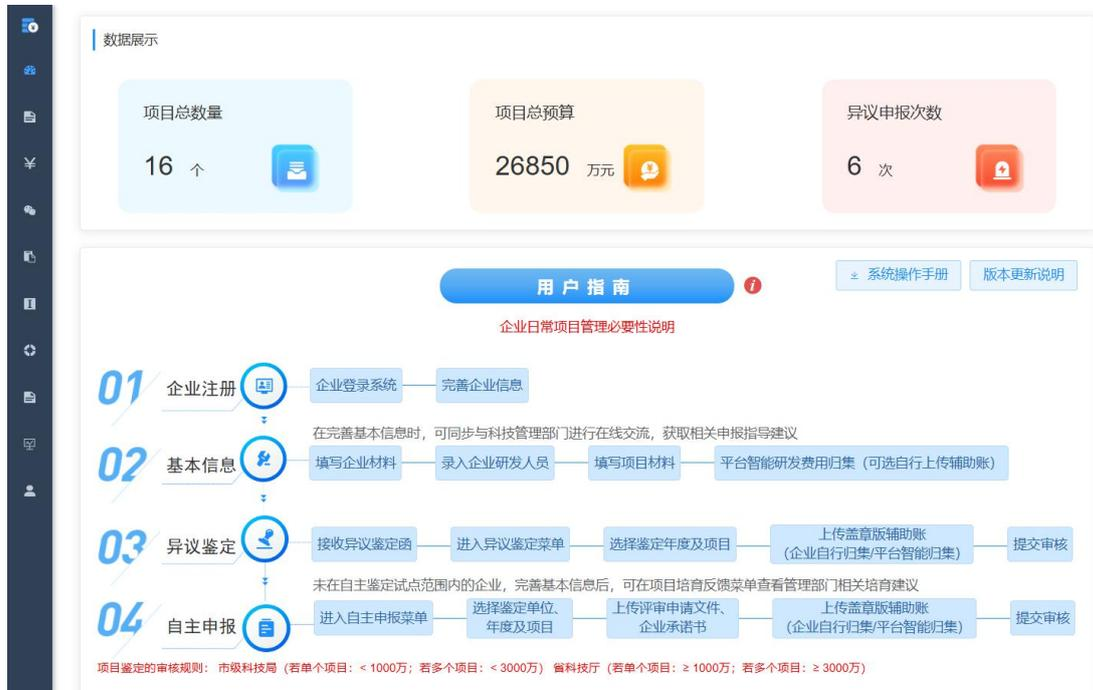 数据展示
项目总数量
16 个
项目总预算
26850 万元
异议申报次数
6 次
用户指南
系统操作手册
版本更新说明
企业日常项目管理必要性说明
01 企业注册 企业登录系统 完善企业信息
在完善基本信息时，可同步与科技管理部门进行在线交流，获取相关申报指导建议
02 基本信息 填写企业材料 录入企业研发人员 填写项目材料 平台智能研发费用归集（可选自行上传辅助账）
03 异议鉴定 接收异议鉴定函 进入异议鉴定菜单 选择鉴定年度及项目
上传盖章版辅助账
（企业自行归集/平台智能归集）
提交审核
未在自主鉴定试点范围内的企业，完善基本信息后，可在项目培育反馈菜单查看管理部门相关培育建议
04 自主申报 进入自主申报菜单
选择鉴定单位、
年度及项目
上传评审申请文件、
企业承诺书
上传盖章版辅助账
（企业自行归集/平台智能归集）
提交审核
项目鉴定的审核规则： 市级科技局（若单个项目：< 1000万；若多个项目：< 3000万） 省科技厅（若单个项目：≥ 1000万；若多个项目：≥ 3000万）